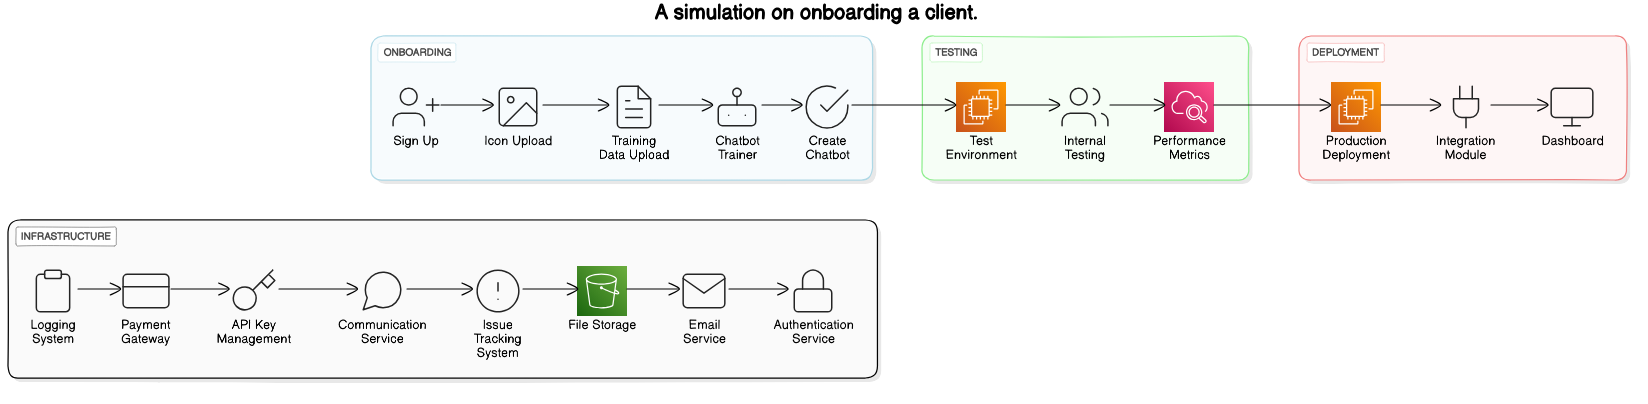 A simulation on onboarding a client.
ONBOARDING
Sign Up
Icon Upload
Training
Data Upload
Chatbot
Trainer
Create
Chatbot
TESTING
Test
Environment
Internal
Testing
Performance
Metrics
DEPLOYMENT
Production
Deployment
Integration
Module
Dashboard
INFRASTRUCTURE
Logging
System
Payment
Gateway
API Key
Management
Communication
Service
Issue
Tracking
System
File Storage
Email
Service
Authentication
Service